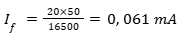 I_f = 20×50 / 16500 = 0,061 mA